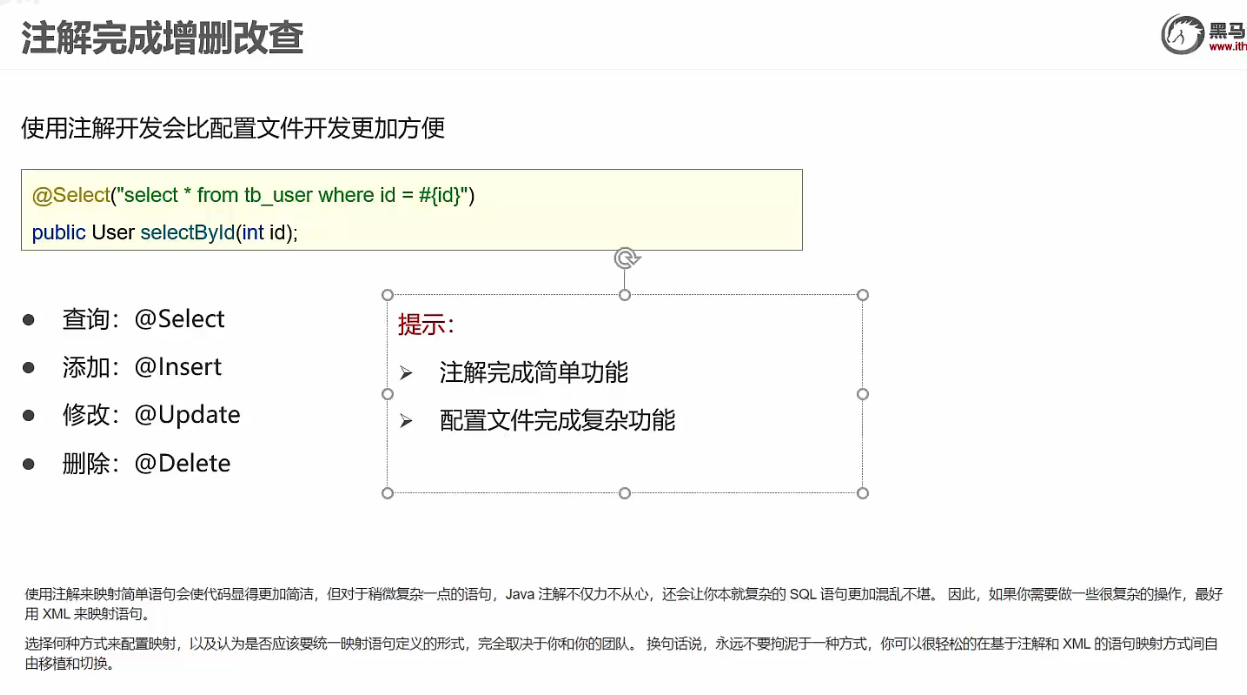 注解完成增删改查
黑马
www.ith
使用注解开发会比配置文件开发更加方便
@Select("select * from tb_user where id = #{id}")
public User selectById(int id);
● 查询：@Select
● 添加：@Insert
● 修改：@Update
● 删除：@Delete
提示：
➢ 注解完成简单功能
➢ 配置文件完成复杂功能
使用注解来映射简单语句会使代码显得更加简洁，但对于稍微复杂一点的语句，Java 注解不仅力不从心，还会让你本就复杂的 SQL 语句更加混乱不堪。 因此，如果你需要做一些很复杂的操作，最好
用 XML 来映射语句。
选择何种方式来配置映射，以及认为是否应该要统一映射语句定义的形式，完全取决于你和你的团队。 换句话说，永远不要拘泥于一种方式，你可以很轻松的在基于注解和 XML 的语句映射方式间自
由移植和切换。